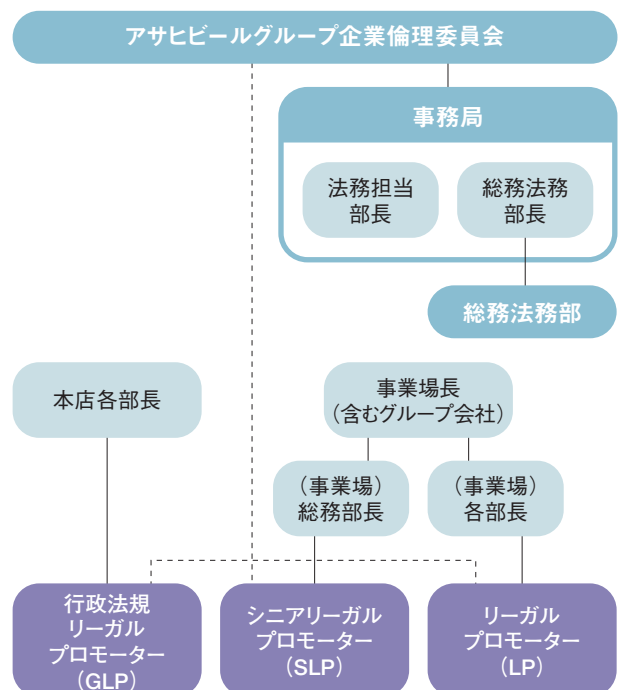 アサヒビールグループ企業倫理委員会
事務局
法務担当
部長
総務法務
部長
総務法務部
本店各部長
事業場長
（含むグループ会社）
（事業場）
総務部長
（事業場）
各部長
行政法規
リーガル
プロモーター
（GLP）
シニアリーガル
プロモーター
（SLP）
リーガル
プロモーター
（LP）